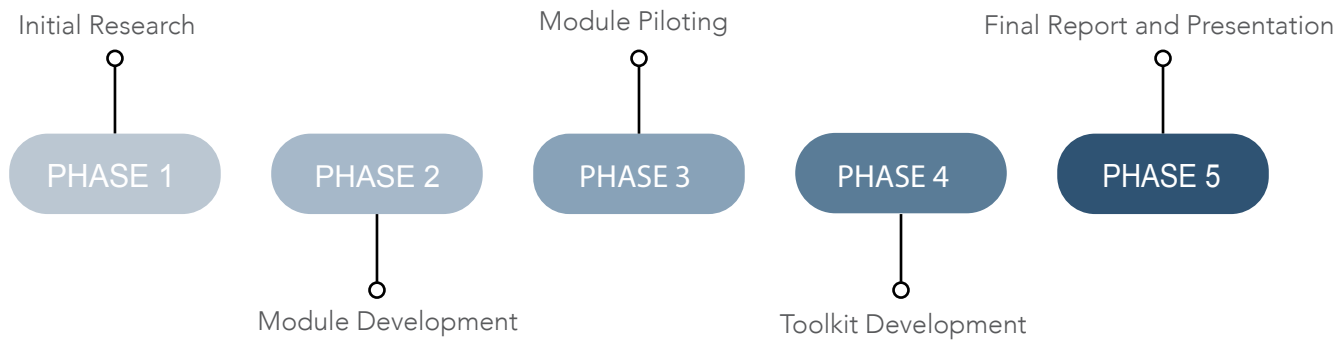 Initial Research
Module Piloting
Final Report and Presentation
PHASE 1
PHASE 2
PHASE 3
PHASE 4
PHASE 5
Module Development
Toolkit Development